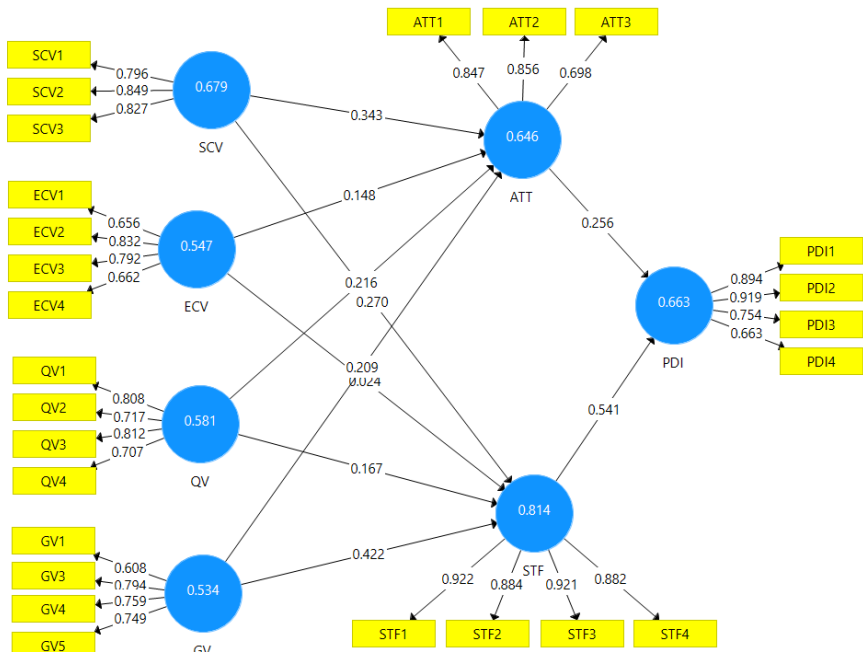 ATT1
ATT2
ATT3
SCV1
SCV2
SCV3
0.796
0.849
0.827
0.679
SCV
0.847
0.856
0.698
0.646
ATT
0.343
ECV1
ECV2
ECV3
ECV4
0.656
0.832
0.792
0.662
0.547
ECV
0.148
0.256
0.216
0.270
0.663
PDI
0.894
0.919
0.754
0.663
PDI1
PDI2
PDI3
PDI4
QV1
QV2
QV3
QV4
0.808
0.717
0.812
0.707
0.581
QV
0.209
0.024
0.541
0.167
0.814
STF
GV1
GV3
GV4
GV5
0.608
0.794
0.759
0.749
0.534
GV
0.422
0.922
0.884
0.921
0.882
STF1
STF2
STF3
STF4